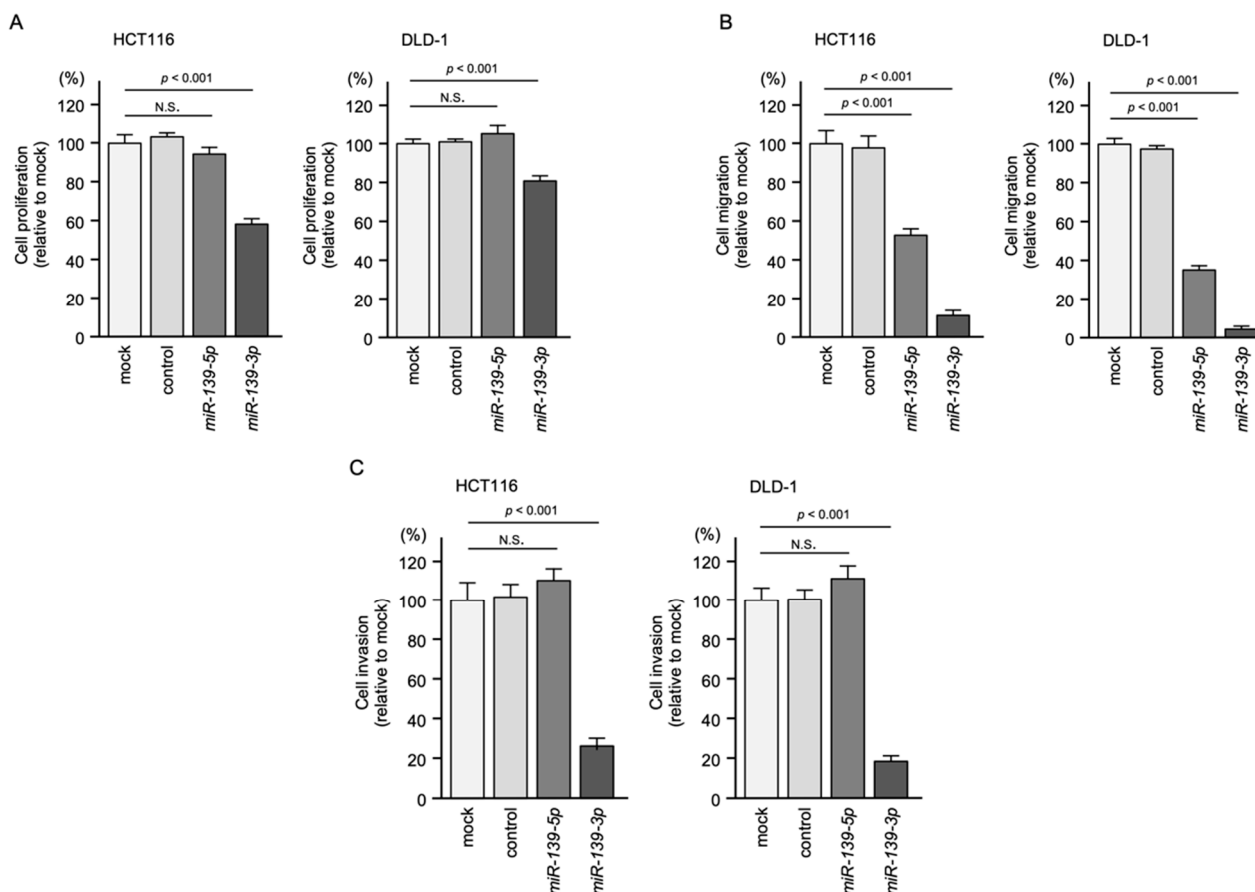 A
HCT116
(%)
p < 0.001
N.S.
120
100
80
60
40
20
0
Cell proliferation
(relative to mock)
mock
control
miR-139-5p
miR-139-3p
DLD-1
(%)
p < 0.001
N.S.
120
100
80
60
40
20
0
Cell proliferation
(relative to mock)
mock
control
miR-139-5p
miR-139-3p
B
HCT116
(%)
p < 0.001
p < 0.001
120
100
80
60
40
20
0
Cell migration
(relative to mock)
mock
control
miR-139-5p
miR-139-3p
DLD-1
(%)
p < 0.001
p < 0.001
120
100
80
60
40
20
0
Cell migration
(relative to mock)
mock
control
miR-139-5p
miR-139-3p
C
HCT116
(%)
p < 0.001
N.S.
120
100
80
60
40
20
0
Cell invasion
(relative to mock)
mock
control
miR-139-5p
miR-139-3p
DLD-1
(%)
p < 0.001
N.S.
120
100
80
60
40
20
0
Cell invasion
(relative to mock)
mock
control
miR-139-5p
miR-139-3p